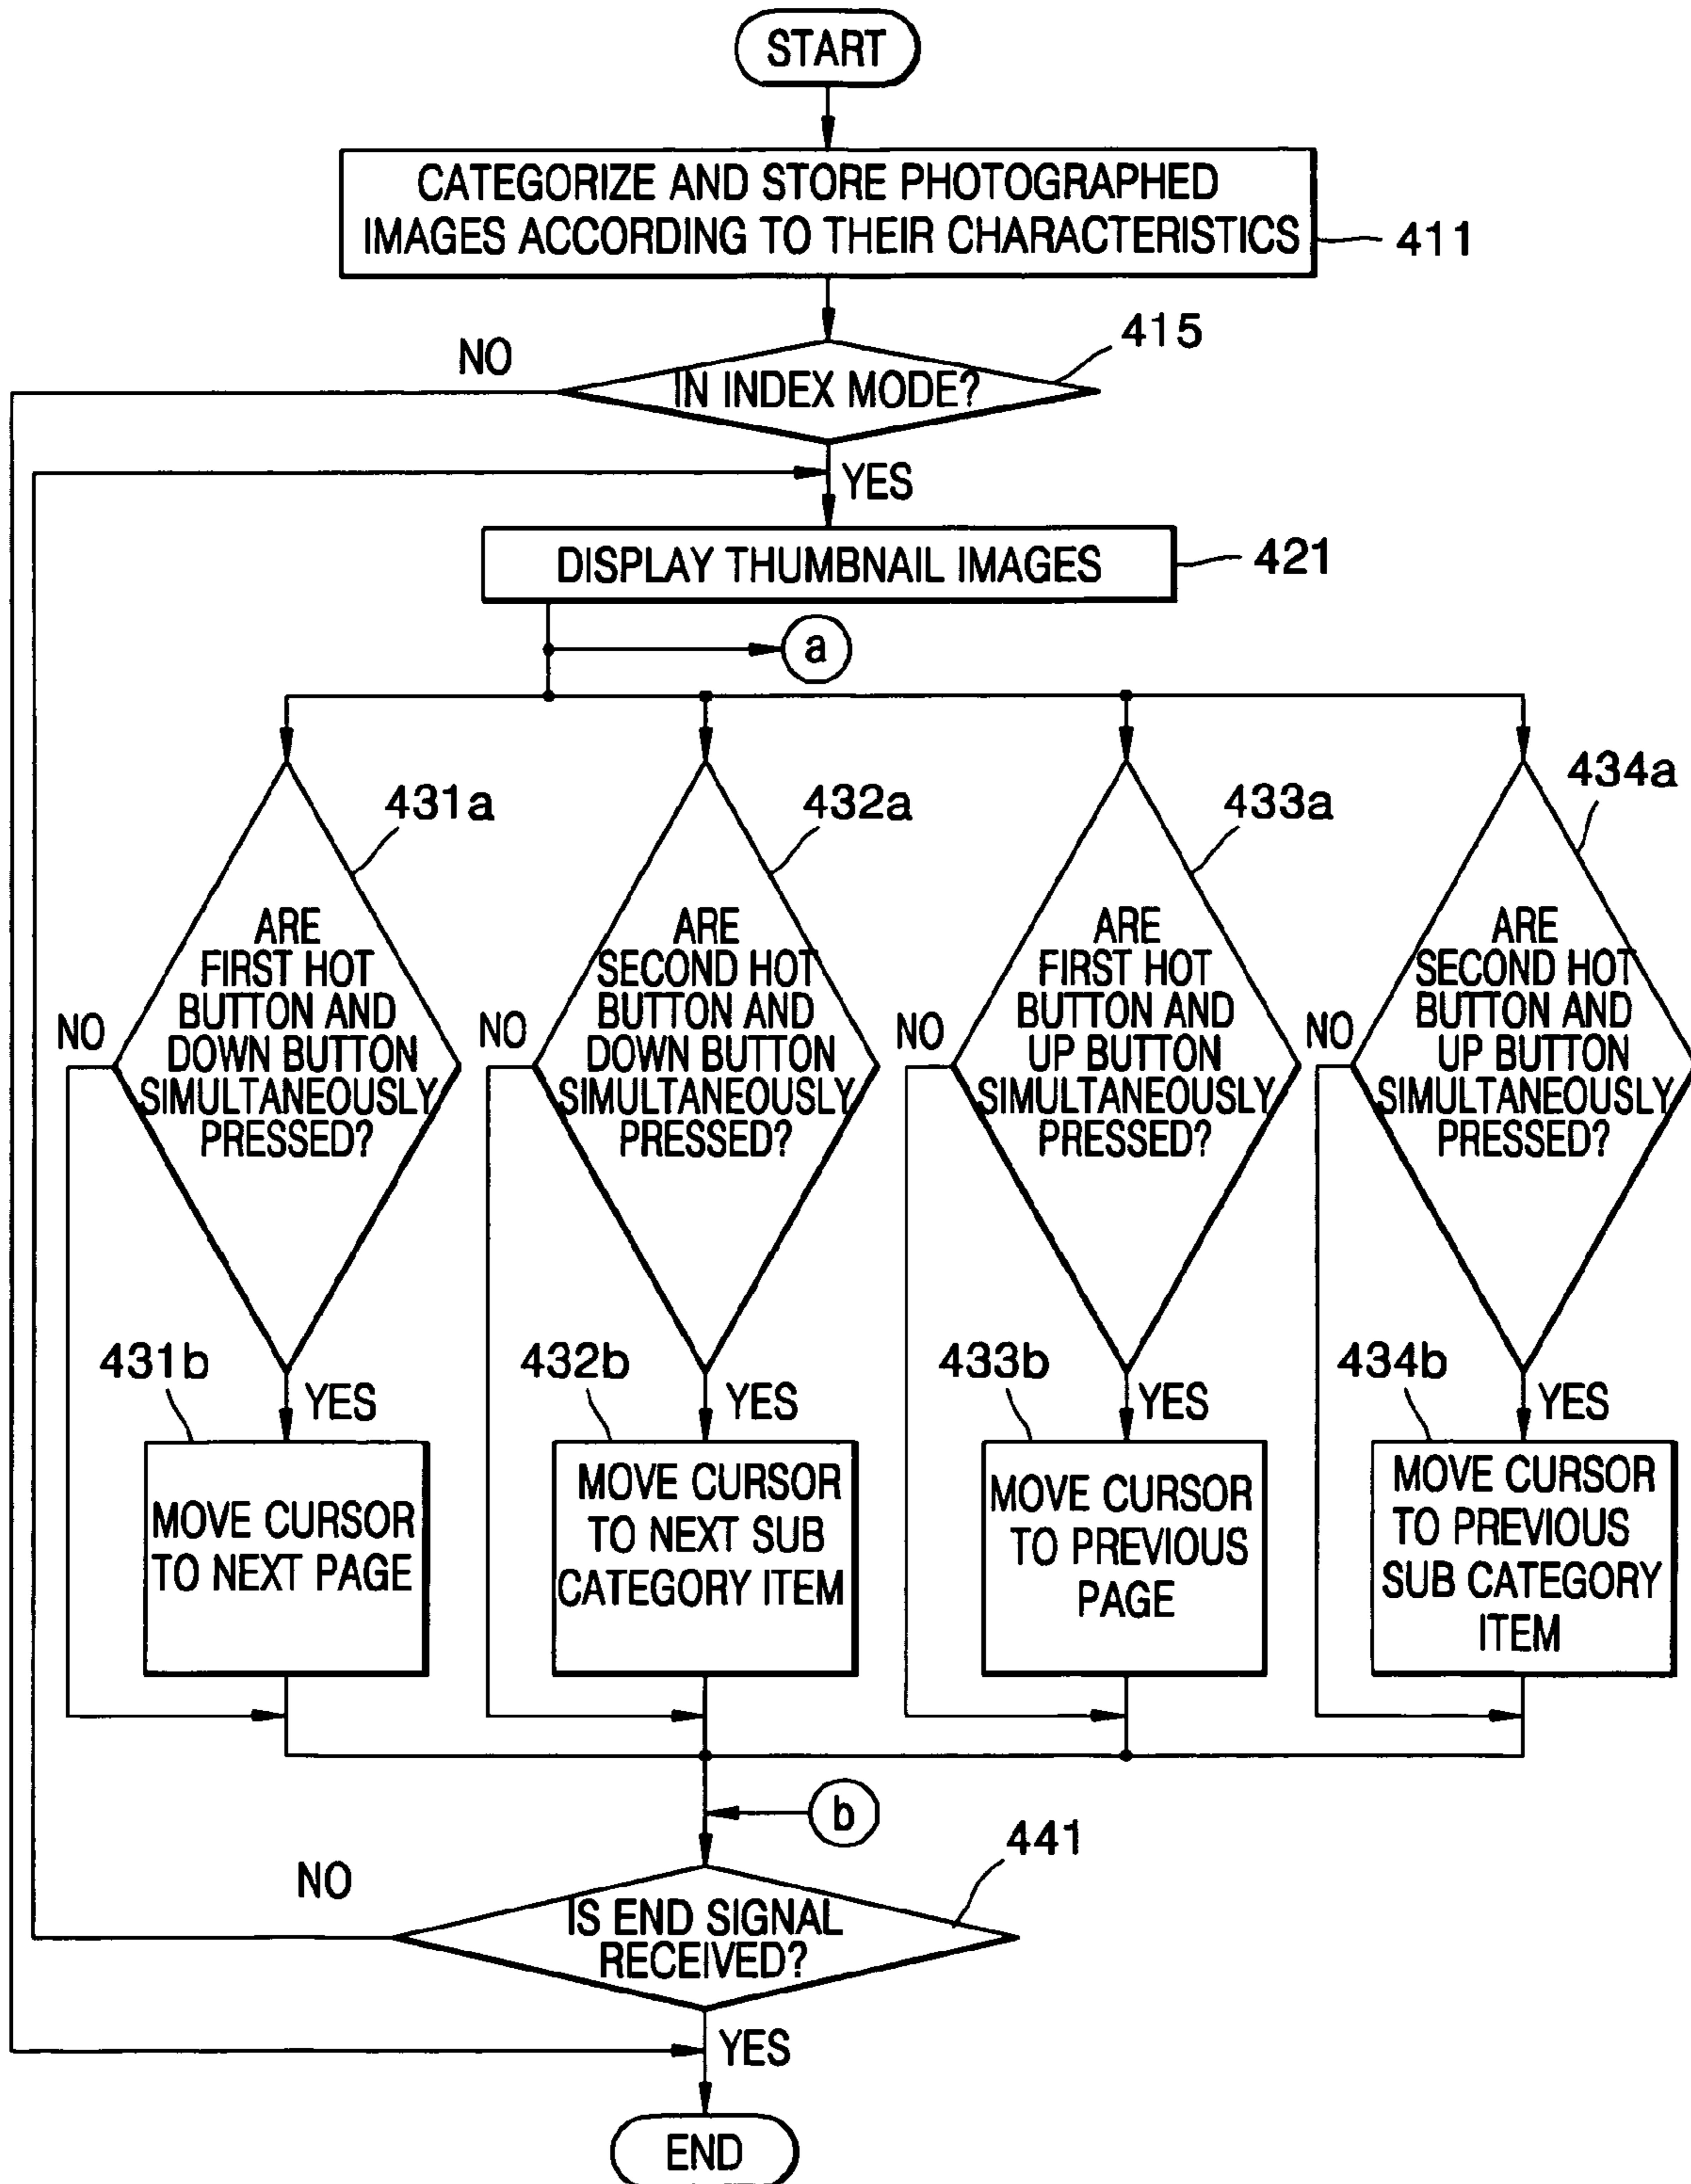 START
CATEGORIZE AND STORE PHOTOGRAPHED
IMAGES ACCORDING TO THEIR CHARACTERISTICS
411
415
NO
IN INDEX MODE?
YES
DISPLAY THUMBNAIL IMAGES
421
a
431a
ARE
FIRST HOT
BUTTON AND
DOWN BUTTON
SIMULTANEOUSLY
PRESSED?
NO
432a
ARE
SECOND HOT
BUTTON AND
DOWN BUTTON
SIMULTANEOUSLY
PRESSED?
NO
433a
ARE
FIRST HOT
BUTTON AND
UP BUTTON
SIMULTANEOUSLY
PRESSED?
NO
434a
ARE
SECOND HOT
BUTTON AND
UP BUTTON
SIMULTANEOUSLY
PRESSED?
NO
431b
YES
MOVE CURSOR
TO NEXT PAGE
432b
YES
MOVE CURSOR
TO NEXT SUB
CATEGORY ITEM
433b
YES
MOVE CURSOR
TO PREVIOUS
PAGE
434b
YES
MOVE CURSOR
TO PREVIOUS
SUB CATEGORY
ITEM
b
441
NO
IS END SIGNAL
RECEIVED?
YES
END